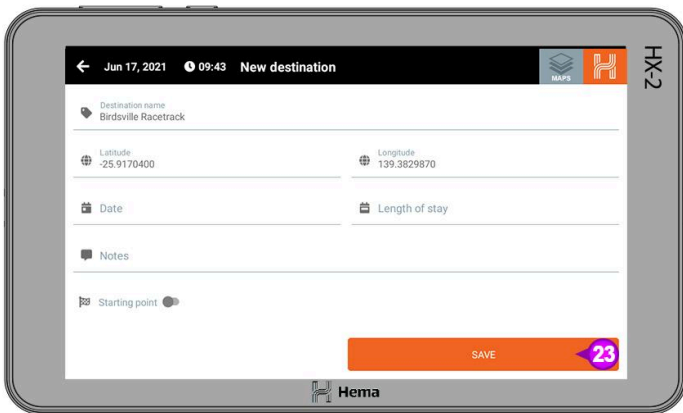 Jun 17, 2021 09:43 New destination
MAPS
HX-2
Destination name
Birdsville Racetrack
Latitude
-25.9170400
Longitude
139.3829870
Date
Length of stay
Notes
Starting point
SAVE
23
Hema